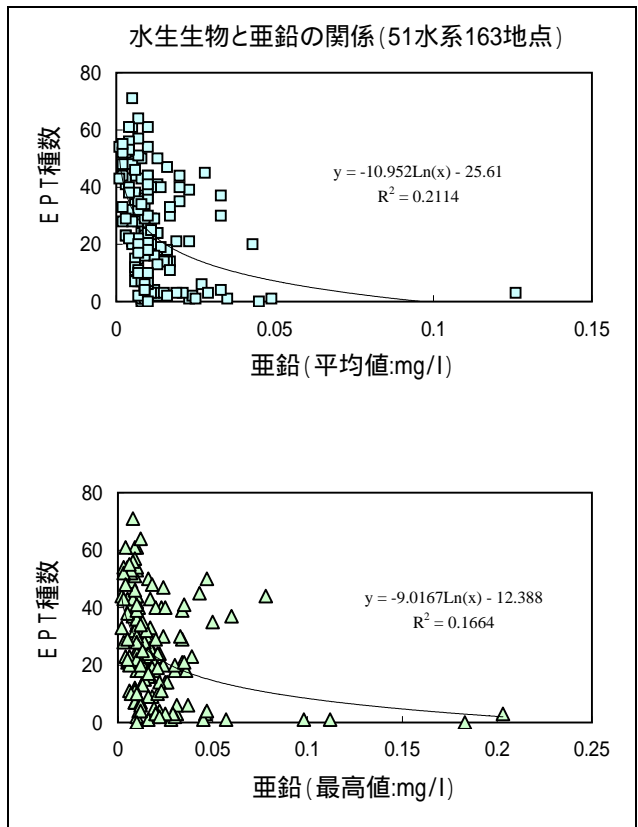 水生生物と亜鉛の関係(51水系163地点)
80
60
40
20
0
EPT種数
y = -10.952Ln(x) - 25.61
R² = 0.2114
0 0.05 0.1 0.15
亜鉛(平均値:mg/l)
80
60
40
20
0
EPT種数
y = -9.0167Ln(x) - 12.388
R² = 0.1664
0 0.05 0.1 0.15 0.2 0.25
亜鉛(最高値:mg/l)